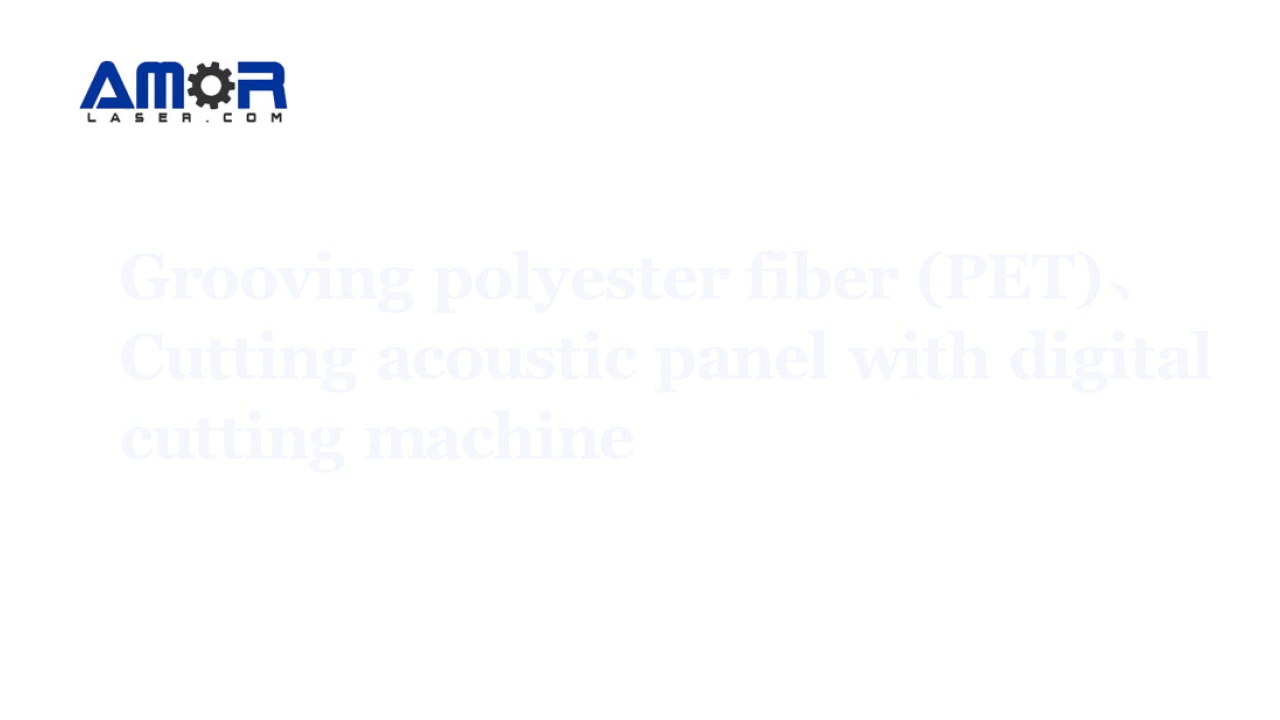 AMOR
LASER.COM
Grooving polyester fiber (PET)、
Cutting acoustic panel with digital
cutting machine